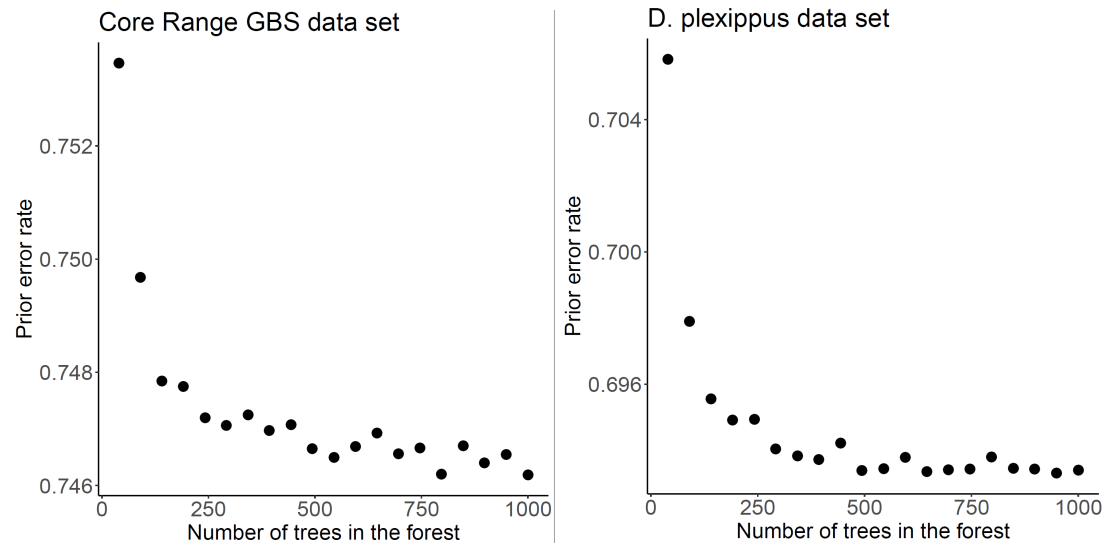 Core Range GBS data set
Prior error rate
0.752
0.750
0.748
0.746
0
250
500
750
1000
Number of trees in the forest
D. plexippus data set
Prior error rate
0.704
0.700
0.696
0
250
500
750
1000
Number of trees in the forest